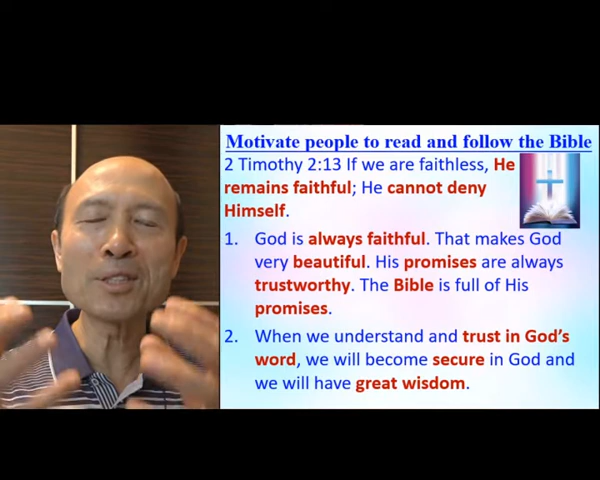 Motivate people to read and follow the Bible
2 Timothy 2:13 If we are faithless, He
remains faithful; He cannot deny
Himself.
1. God is always faithful. That makes God
very beautiful. His promises are always
trustworthy. The Bible is full of His
promises.
2. When we understand and trust in God's
word, we will become secure in God and
we will have great wisdom.